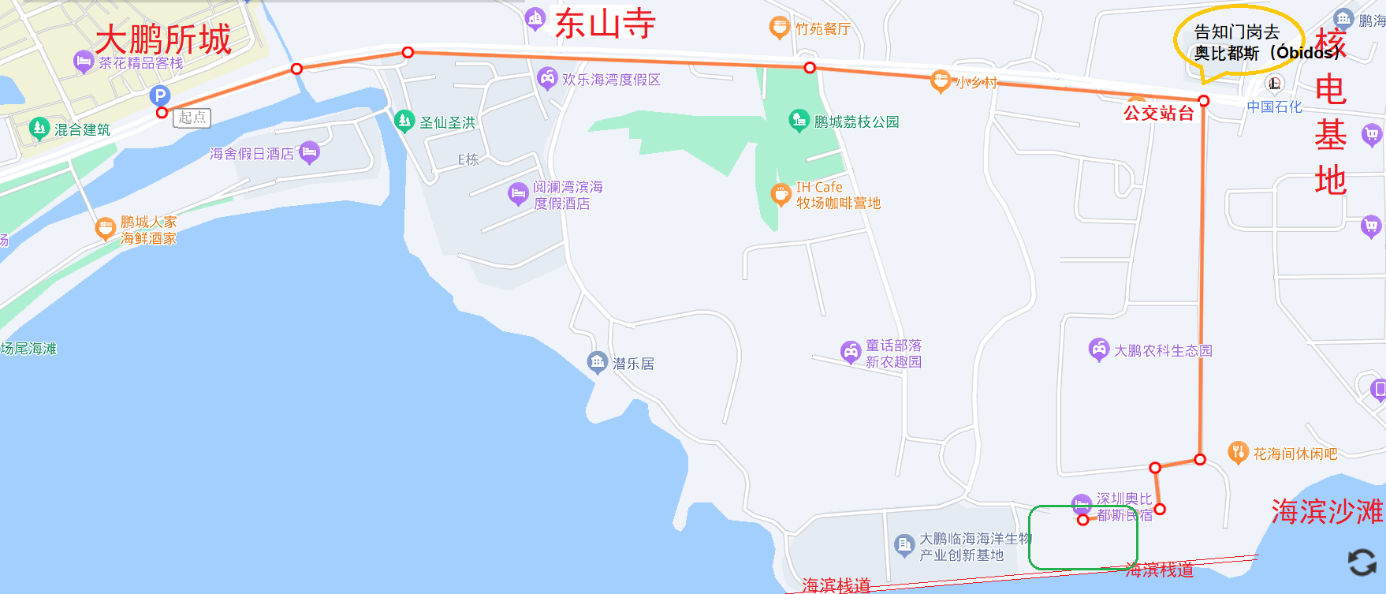 大鹏所城
东山寺
竹苑餐厅
告知门岗去
奥比都斯（Óbidos）
鹏海
核
电
基
地
茶花精品客栈
欢乐海湾度假区
P
起点
小乡村
公交站台
中国石化
混合建筑
圣仙圣洪
鹏城荔枝公园
海舍假日酒店
E栋
阅澜湾滨海
度假酒店
IH Cafe
牧场咖啡营地
鹏城人家
海鲜酒家
场
场尾海滩
潜乐居
童话部落
新农趣园
大鹏农科生态园
花海间休闲吧
深圳奥比
都斯民宿
海滨沙滩
大鹏临海海洋生物
产业创新基地
海滨栈道
海滨栈道